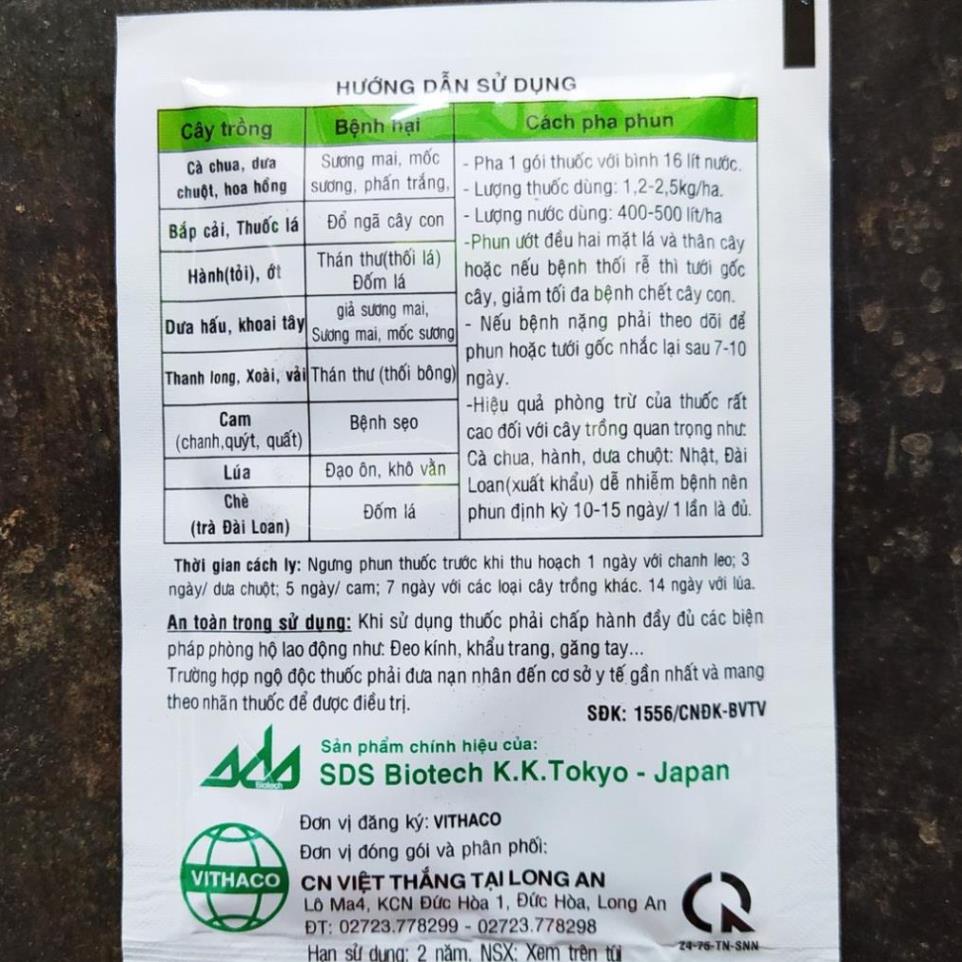 HƯỚNG DẪN SỬ DỤNG
Cây trồng
Bệnh hại
Cách pha phun
Cà chua, dưa
chuột, hoa hồng
Sương mai, mốc
sương, phấn trắng,
Bắp cải, Thuốc lá
Đổ ngã cây con
Hành(tỏi), ớt
Thán thư(thối lá)
Đốm lá
Dưa hấu, khoai tây
giả sương mai,
Sương mai, mốc sương
Thanh long, Xoài, vải
Thán thư (thối bông)
Cam
(chanh,quýt, quất)
Bệnh sẹo
Lúa
Đạo ôn, khô vằn
Chè
(trà Đài Loan)
Đốm lá
- Pha 1 gói thuốc với bình 16 lít nước.
- Lượng thuốc dùng: 1,2-2,5kg/ha.
- Lượng nước dùng: 400-500 lít/ha
-Phun ướt đều hai mặt lá và thân cây
hoặc nếu bệnh thối rễ thì tưới gốc
cây, giảm tối đa bệnh chết cây con.
- Nếu bệnh nặng phải theo dõi để
phun hoặc tưới gốc nhắc lại sau 7-10
ngày.
-Hiệu quả phòng trừ của thuốc rất
cao đối với cây trồng quan trọng như:
Cà chua, hành, dưa chuột: Nhật, Đài
Loan(xuất khẩu) dễ nhiễm bệnh nên
phun định kỳ 10-15 ngày/ 1 lần là đủ.
Thời gian cách ly: Ngưng phun thuốc trước khi thu hoạch 1 ngày với chanh leo; 3
ngày/ dưa chuột; 5 ngày/ cam; 7 ngày với các loại cây trồng khác. 14 ngày với lúa.
An toàn trong sử dụng: Khi sử dụng thuốc phải chấp hành đầy đủ các biện
pháp phòng hộ lao động như: Đeo kính, khẩu trang, găng tay...
Trường hợp ngộ độc thuốc phải đưa nạn nhân đến cơ sở y tế gần nhất và mang
theo nhãn thuốc để được điều trị.
SĐK: 1556/CNĐK-BVTV
sds
Biotech
Sản phẩm chính hiệu của:
SDS Biotech K.K.Tokyo - Japan
VITHACO
Đơn vị đăng ký: VITHACO
Đơn vị đóng gói và phân phối:
CN VIỆT THẮNG TẠI LONG AN
Lô Ma4, KCN Đức Hòa 1, Đức Hòa, Long An
ĐT: 02723.778299 - 02723.778298
Hạn sử dụng: 2 năm. NSX: Xem trên túi
24-76-TN-SNN